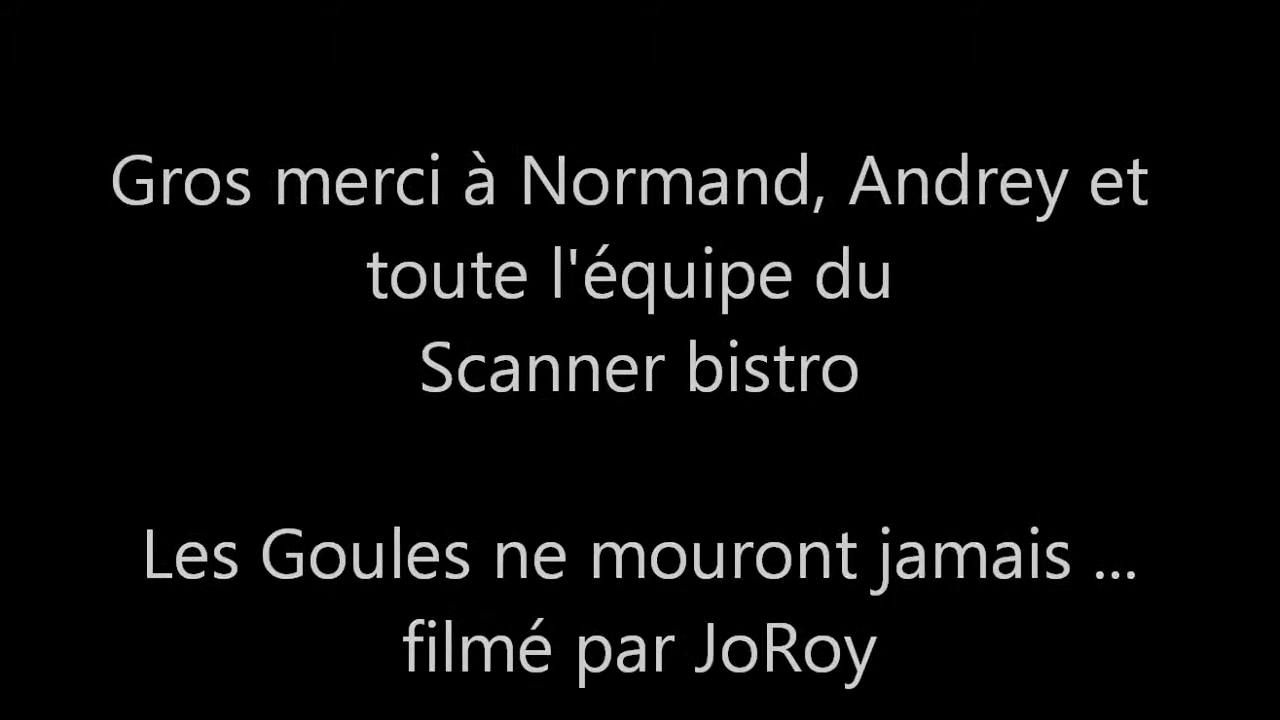 Gros merci à Normand, Andrey et
toute l'équipe du
Scanner bistro
Les Goules ne mouront jamais ...
filmé par JoRoy